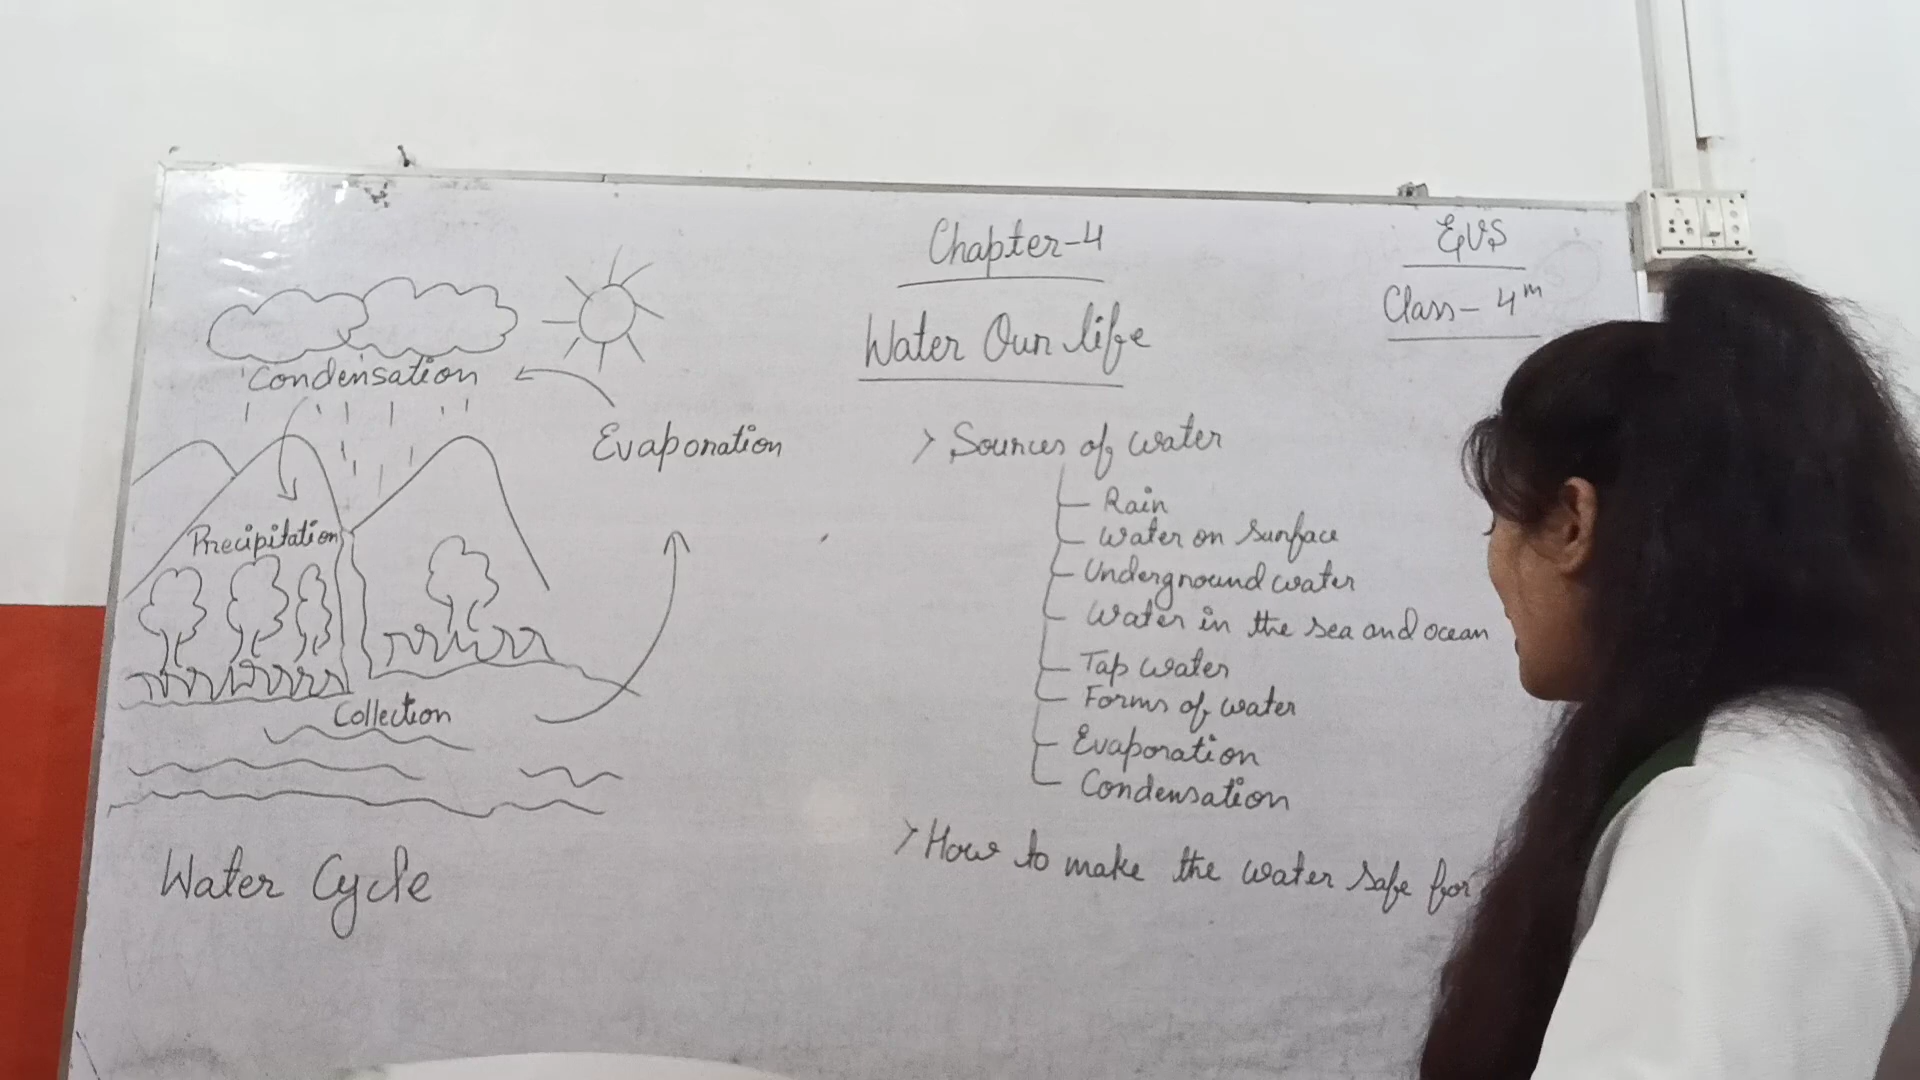 EVS
Class-4th
Chapter-4
Water Our life
Condensation
Evaporation
Precipitation
Collection
Water Cycle
> Sources of water
Rain
Water on surface
Underground water
Water in the sea and ocean
Tap water
Forms of water
Evaporation
Condensation
> How to make the water safe for